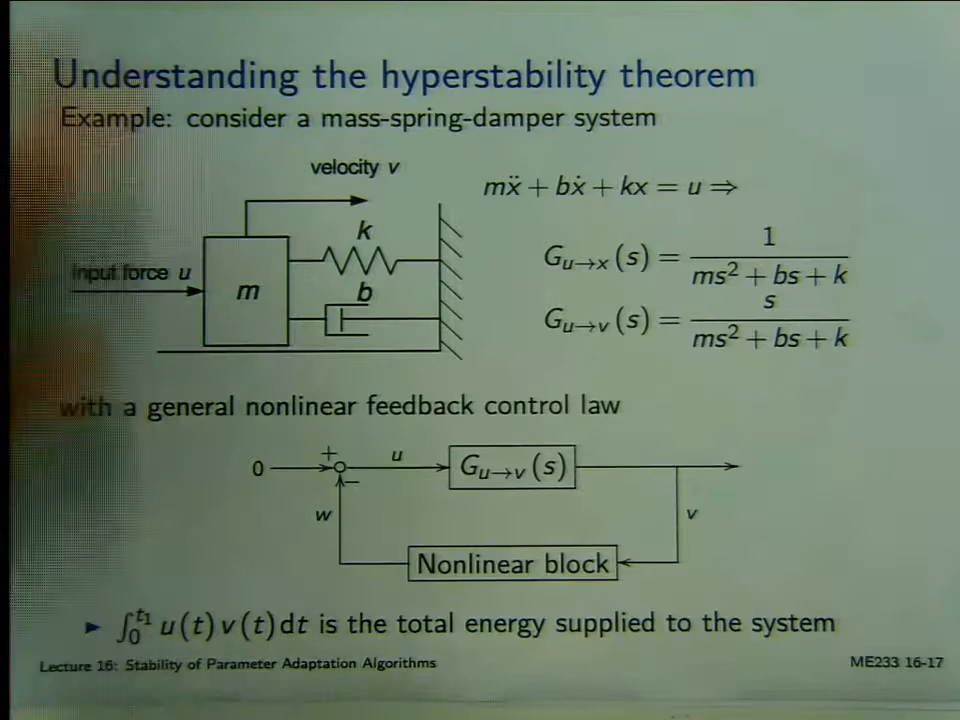 Understanding the hyperstability theorem
Example: consider a mass-spring-damper system
velocity v
mẍ + bẋ + kx = u ⇒
k
G_{u→x}(s) = 1 / (ms² + bs + k)
input force u
m
b
G_{u→v}(s) = s / (ms² + bs + k)
with a general nonlinear feedback control law
0
+
−
u
G_{u→v}(s)
w
v
Nonlinear block
► ∫₀^{t₁} u(t) v(t) dt is the total energy supplied to the system
Lecture 16: Stability of Parameter Adaptation Algorithms
ME233 16-17